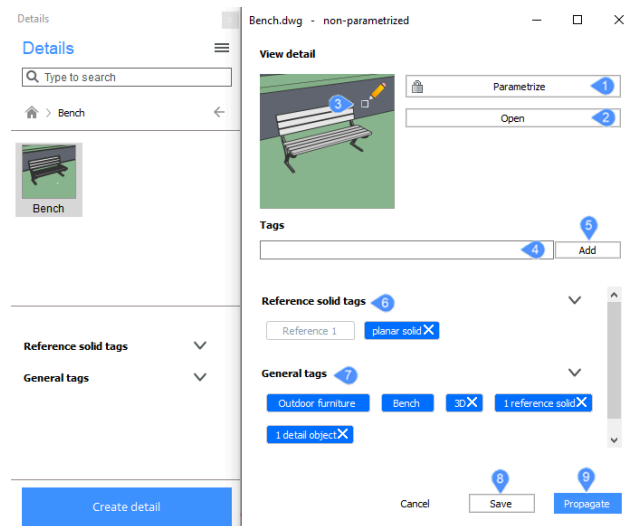 Details
Details
Type to search
> Bench
Bench
Reference solid tags
General tags
Create detail
Bench.dwg - non-parametrized
View detail
3
Parametrize 1
Open 2
Tags
5
4 Add
Reference solid tags 6
Reference 1 planar solid X
General tags 7
Outdoor furniture Bench 3D X 1 reference solid X
1 detail object X
8 9
Cancel Save Propagate